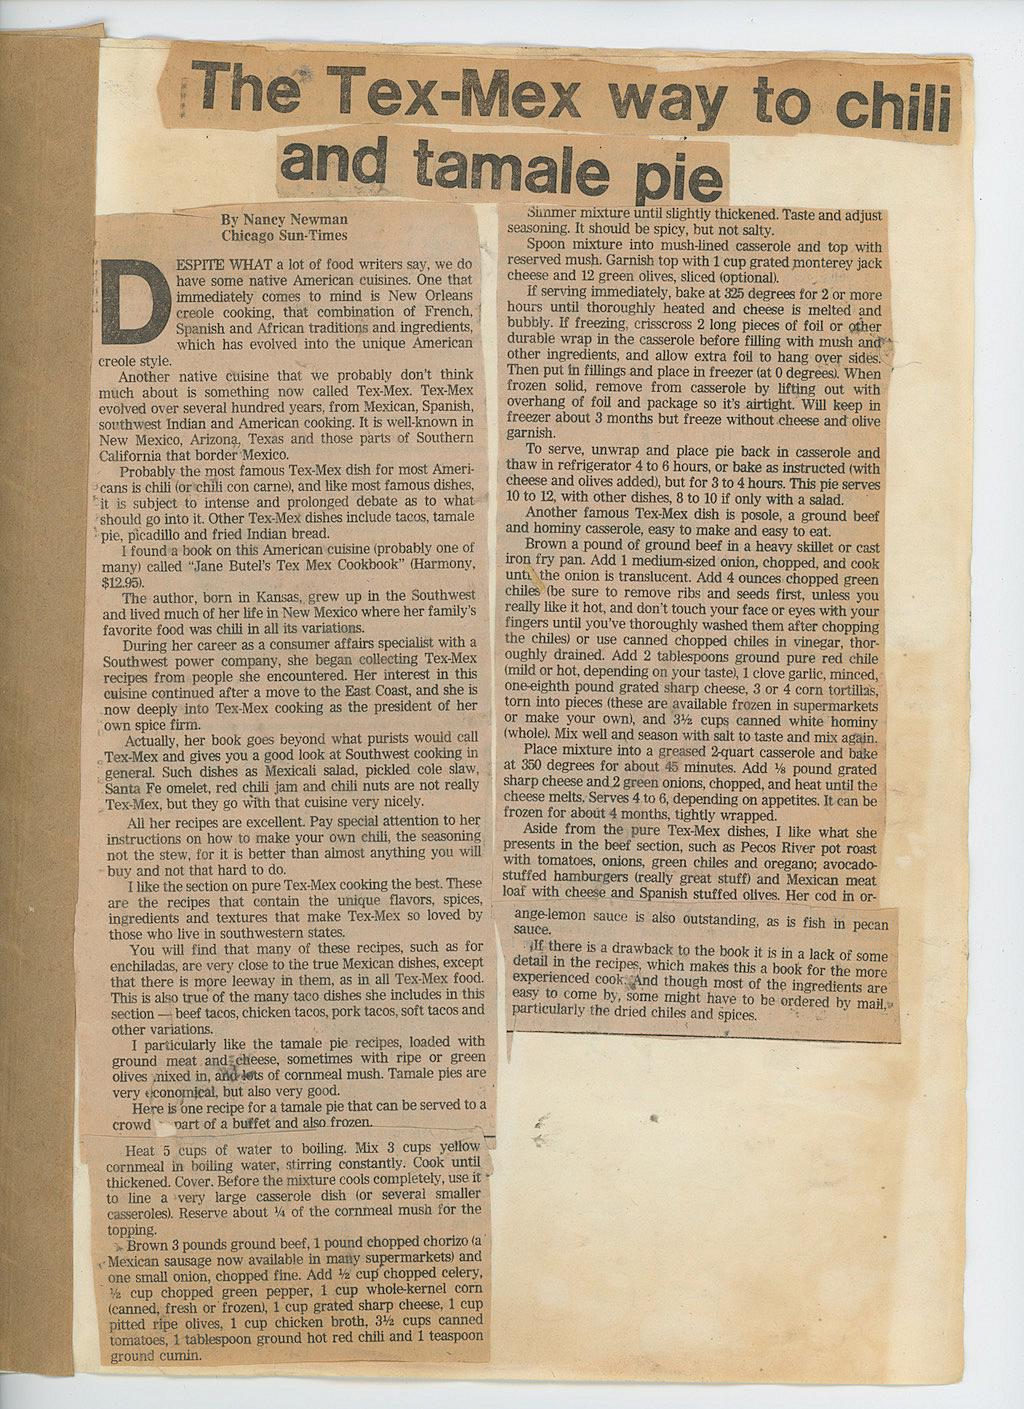 The Tex-Mex way to chili
and tamale pie
By Nancy Newman
Chicago Sun-Times
DESPITE WHAT a lot of food writers say, we do
have some native American cuisines. One that
immediately comes to mind is New Orleans
creole cooking, that combination of French,
Spanish and African traditions and ingredients,
which has evolved into the unique American
creole style.
Another native cuisine that we probably don't think
much about is something now called Tex-Mex. Tex-Mex
evolved over several hundred years, from Mexican, Spanish,
southwest Indian and American cooking. It is well-known in
New Mexico, Arizona, Texas and those parts of Southern
California that border Mexico.
Probably the most famous Tex-Mex dish for most Ameri-
cans is chili (or chili con carne), and like most famous dishes,
it is subject to intense and prolonged debate as to what
should go into it. Other Tex-Mex dishes include tacos, tamale
pie, picadillo and fried Indian bread.
I found a book on this American cuisine (probably one of
many) called "Jane Butel's Tex Mex Cookbook" (Harmony,
$12.95).
The author, born in Kansas, grew up in the Southwest
and lived much of her life in New Mexico where her family's
favorite food was chili in all its variations.
During her career as a consumer affairs specialist with a
Southwest power company, she began collecting Tex-Mex
recipes from people she encountered. Her interest in this
cuisine continued after a move to the East Coast, and she is
now deeply into Tex-Mex cooking as the president of her
own spice firm.
Actually, her book goes beyond what purists would call
Tex-Mex and gives you a good look at Southwest cooking in
general. Such dishes as Mexicali salad, pickled cole slaw,
Santa Fe omelet, red chili jam and chili nuts are not really
Tex-Mex, but they go with that cuisine very nicely.
All her recipes are excellent. Pay special attention to her
instructions on how to make your own chili, the seasoning
not the stew, for it is better than almost anything you will
buy and not that hard to do.
I like the section on pure Tex-Mex cooking the best. These
are the recipes that contain the unique flavors, spices,
ingredients and textures that make Tex-Mex so loved by
those who live in southwestern states.
You will find that many of these recipes, such as for
enchiladas, are very close to the true Mexican dishes, except
that there is more leeway in them, as in all Tex-Mex food.
This is also true of the many taco dishes she includes in this
section — beef tacos, chicken tacos, pork tacos, soft tacos and
other variations.
I particularly like the tamale pie recipes, loaded with
ground meat and cheese, sometimes with ripe or green
olives mixed in, and lots of cornmeal mush. Tamale pies are
very economical, but also very good.
Here is one recipe for a tamale pie that can be served to a
crowd part of a buffet and also frozen.
Heat 5 cups of water to boiling. Mix 3 cups yellow
cornmeal in boiling water, stirring constantly. Cook until
thickened. Cover. Before the mixture cools completely, use it
to line a very large casserole dish (or several smaller
casseroles). Reserve about ¼ of the cornmeal mush for the
topping.
Brown 3 pounds ground beef, 1 pound chopped chorizo (a
Mexican sausage now available in many supermarkets) and
one small onion, chopped fine. Add ½ cup chopped celery,
½ cup chopped green pepper, 1 cup whole-kernel corn
(canned, fresh or frozen), 1 cup grated sharp cheese, 1 cup
pitted ripe olives, 1 cup chicken broth, 3½ cups canned
tomatoes, 1 tablespoon ground hot red chili and 1 teaspoon
ground cumin.
Simmer mixture until slightly thickened. Taste and adjust
seasoning. It should be spicy, but not salty.
Spoon mixture into mush-lined casserole and top with
reserved mush. Garnish top with 1 cup grated monterey jack
cheese and 12 green olives, sliced (optional).
If serving immediately, bake at 325 degrees for 2 or more
hours until thoroughly heated and cheese is melted and
bubbly. If freezing, crisscross 2 long pieces of foil or other
durable wrap in the casserole before filling with mush and
other ingredients, and allow extra foil to hang over sides.
Then put in fillings and place in freezer (at 0 degrees). When
frozen solid, remove from casserole by lifting out with
overhang of foil and package so it's airtight. Will keep in
freezer about 3 months but freeze without cheese and olive
garnish.
To serve, unwrap and place pie back in casserole and
thaw in refrigerator 4 to 6 hours, or bake as instructed (with
cheese and olives added), but for 3 to 4 hours. This pie serves
10 to 12, with other dishes, 8 to 10 if only with a salad.
Another famous Tex-Mex dish is posole, a ground beef
and hominy casserole, easy to make and easy to eat.
Brown a pound of ground beef in a heavy skillet or cast
iron fry pan. Add 1 medium-sized onion, chopped, and cook
until the onion is translucent. Add 4 ounces chopped green
chiles (be sure to remove ribs and seeds first, unless you
really like it hot, and don't touch your face or eyes with your
fingers until you've thoroughly washed them after chopping
the chiles) or use canned chopped chiles in vinegar, thor-
oughly drained. Add 2 tablespoons ground pure red chile
(mild or hot, depending on your taste), 1 clove garlic, minced,
one-eighth pound grated sharp cheese, 3 or 4 corn tortillas,
torn into pieces (these are available frozen in supermarkets
or make your own), and 3½ cups canned white hominy
(whole). Mix well and season with salt to taste and mix again.
Place mixture into a greased 2-quart casserole and bake
at 350 degrees for about 45 minutes. Add ⅛ pound grated
sharp cheese and 2 green onions, chopped, and heat until the
cheese melts. Serves 4 to 6, depending on appetites. It can be
frozen for about 4 months, tightly wrapped.
Aside from the pure Tex-Mex dishes, I like what she
presents in the beef section, such as Pecos River pot roast
with tomatoes, onions, green chiles and oregano; avocado-
stuffed hamburgers (really great stuff) and Mexican meat
loaf with cheese and Spanish stuffed olives. Her cod in or-
ange-lemon sauce is also outstanding, as is fish in pecan
sauce.
If there is a drawback to the book it is in a lack of some
detail in the recipes, which makes this a book for the more
experienced cook. And though most of the ingredients are
easy to come by, some might have to be ordered by mail,
particularly the dried chiles and spices.